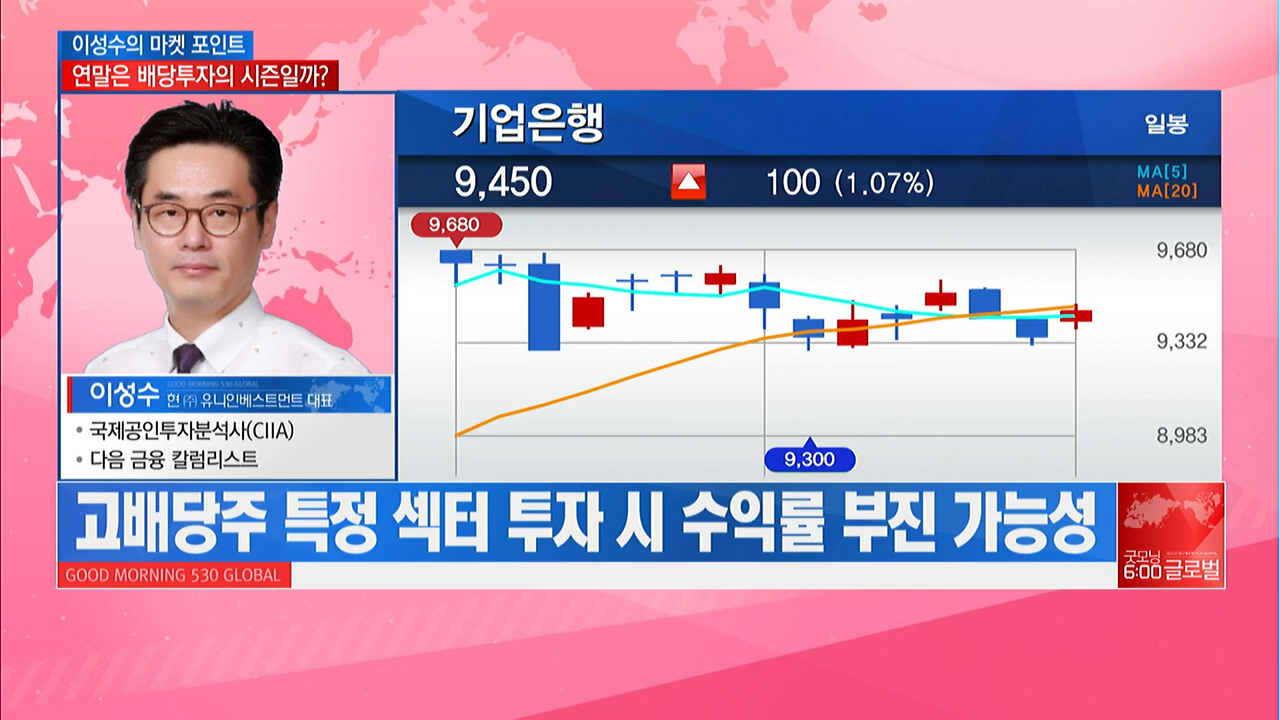 이성수의 마켓 포인트
연말은 배당투자의 시즌일까?
기업은행
일봉
9,450
100 (1.07%)
MA[5]
MA[20]
9,680
9,680
9,332
8,983
9,300
GOOD MORNING 530 GLOBAL
이성수
현 ㈜ 유니인베스트먼트 대표
• 국제공인투자분석사(CIIA)
• 다음 금융 칼럼리스트
고배당주 특정 섹터 투자 시 수익률 부진 가능성
GOOD MORNING 530 GLOBAL
굿모닝
6:00 글로벌